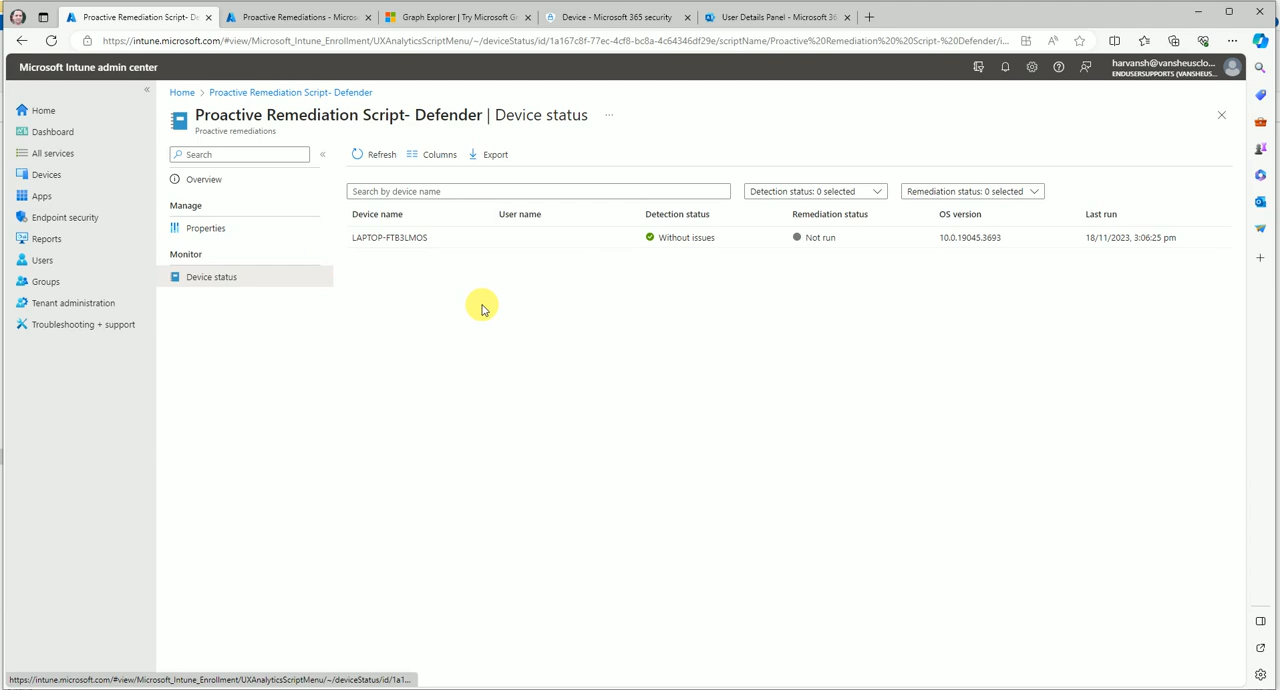 Proactive Remediation Script- De
Proactive Remediations - Micros
Graph Explorer | Try Microsoft Gr
Device - Microsoft 365 security
User Details Panel - Microsoft 36
https://intune.microsoft.com/#view/Microsoft_Intune_Enrollment/UXAnalyticsScriptMenu/~/deviceStatus/id/1a167c8f-77ec-4cf8-bc8a-4c64346df29e/scriptName/Proactive%20Remediation%20%20Script-%20Defender/i...
Microsoft Intune admin center
harvansh@vansheusclo...
ENDUSERSUPPORTS (VANSHEUS...
Home
Dashboard
All services
Devices
Apps
Endpoint security
Reports
Users
Groups
Tenant administration
Troubleshooting + support
Home > Proactive Remediation Script- Defender
Proactive Remediation Script- Defender | Device status ...
Proactive remediations
Search
Overview
Manage
Properties
Monitor
Device status
Refresh Columns Export
Search by device name
Detection status: 0 selected
Remediation status: 0 selected
Device name User name Detection status Remediation status OS version Last run
LAPTOP-FTB3LMOS Without issues Not run 10.0.19045.3693 18/11/2023, 3:06:25 pm
https://intune.microsoft.com/#view/Microsoft_Intune_Enrollment/UXAnalyticsScriptMenu/~/deviceStatus/id/1a1...